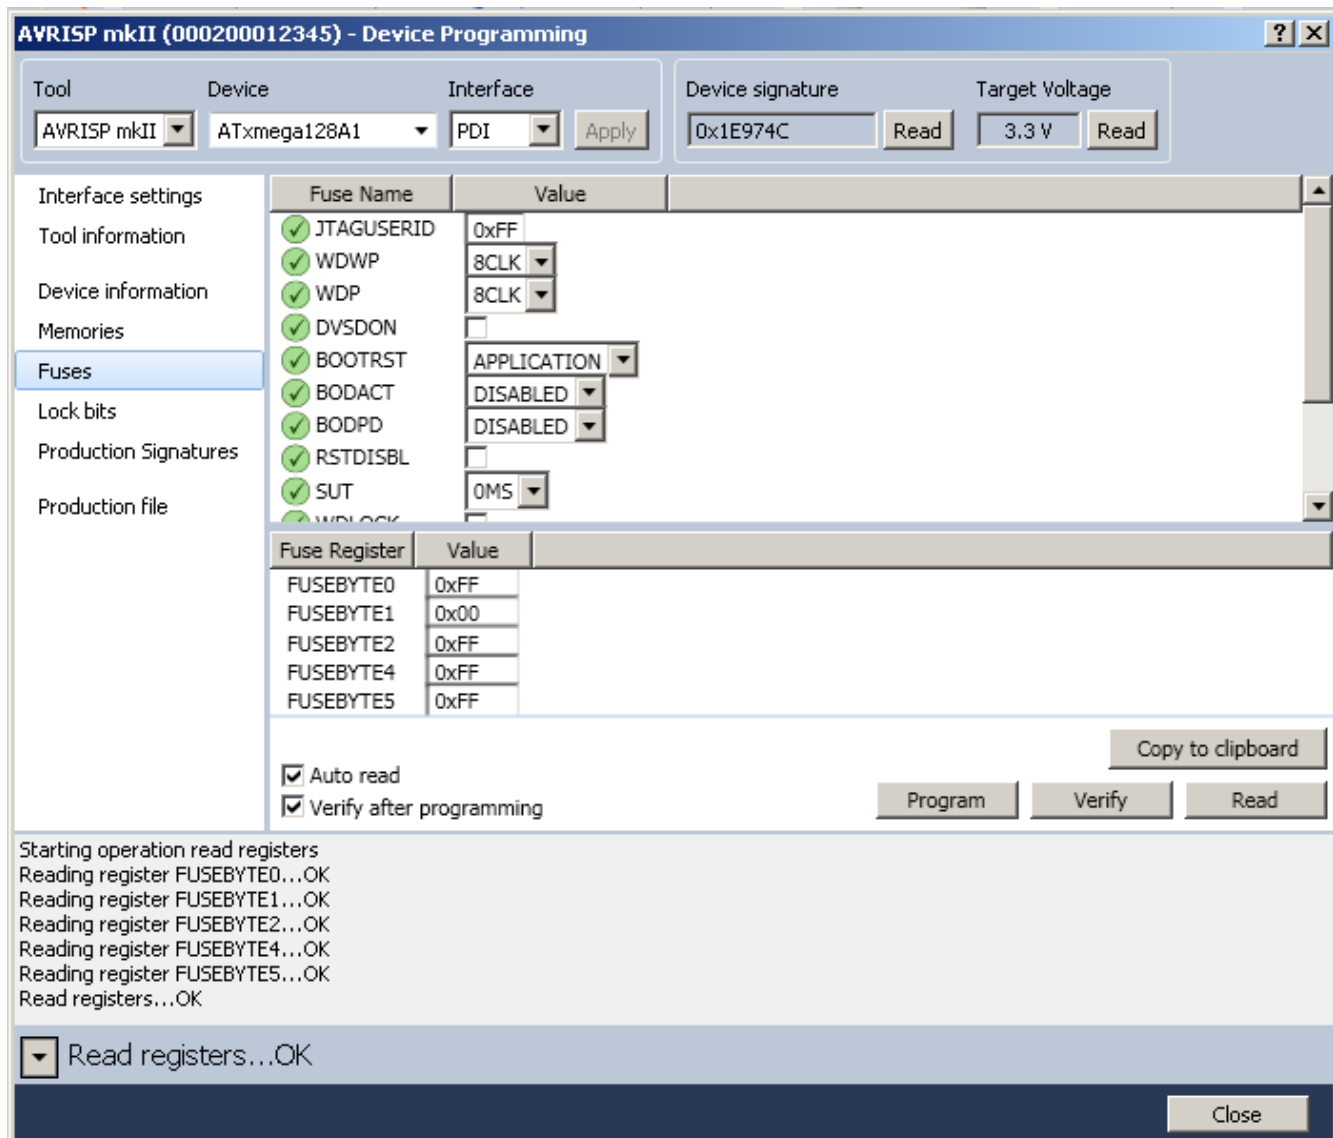 AVRISP mkII (000200012345) - Device Programming
Tool Device Interface Device signature Target Voltage
AVRISP mkII ATxmega128A1 PDI Apply 0x1E974C Read 3.3 V Read
Interface settings
Tool information
Device information
Memories
Fuses
Lock bits
Production Signatures
Production file
Fuse Name Value
JTAGUSERID 0xFF
WDWP 8CLK
WDP 8CLK
DVSDON
BOOTRST APPLICATION
BODACT DISABLED
BODPD DISABLED
RSTDISBL
SUT 0MS
WDLOCK
Fuse Register Value
FUSEBYTE0 0xFF
FUSEBYTE1 0x00
FUSEBYTE2 0xFF
FUSEBYTE4 0xFF
FUSEBYTE5 0xFF
Copy to clipboard
Auto read
Verify after programming
Program Verify Read
Starting operation read registers
Reading register FUSEBYTE0...OK
Reading register FUSEBYTE1...OK
Reading register FUSEBYTE2...OK
Reading register FUSEBYTE4...OK
Reading register FUSEBYTE5...OK
Read registers...OK
Read registers...OK
Close